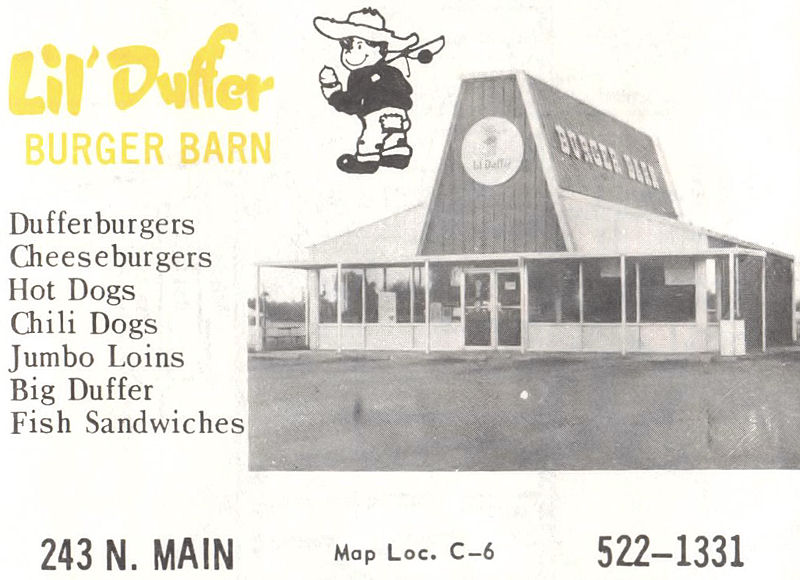 Lil' Duffer
BURGER BARN
Lil' Duffer
BURGER BARN
Dufferburgers
Cheeseburgers
Hot Dogs
Chili Dogs
Jumbo Loins
Big Duffer
Fish Sandwiches
243 N. MAIN
Map Loc. C-6
522-1331